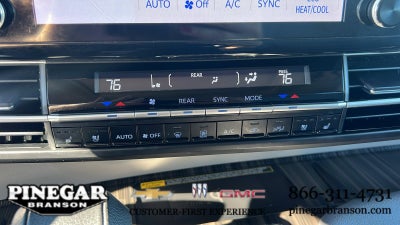 AUTO Off A/C SYNC
HEAT/COOL
76 REAR 76
REAR SYNC MODE
AUTO OFF A/C
PINEGAR
BRANSON
GMC
866-311-4731
CUSTOMER-FIRST EXPERIENCE
pinegarbranson.com